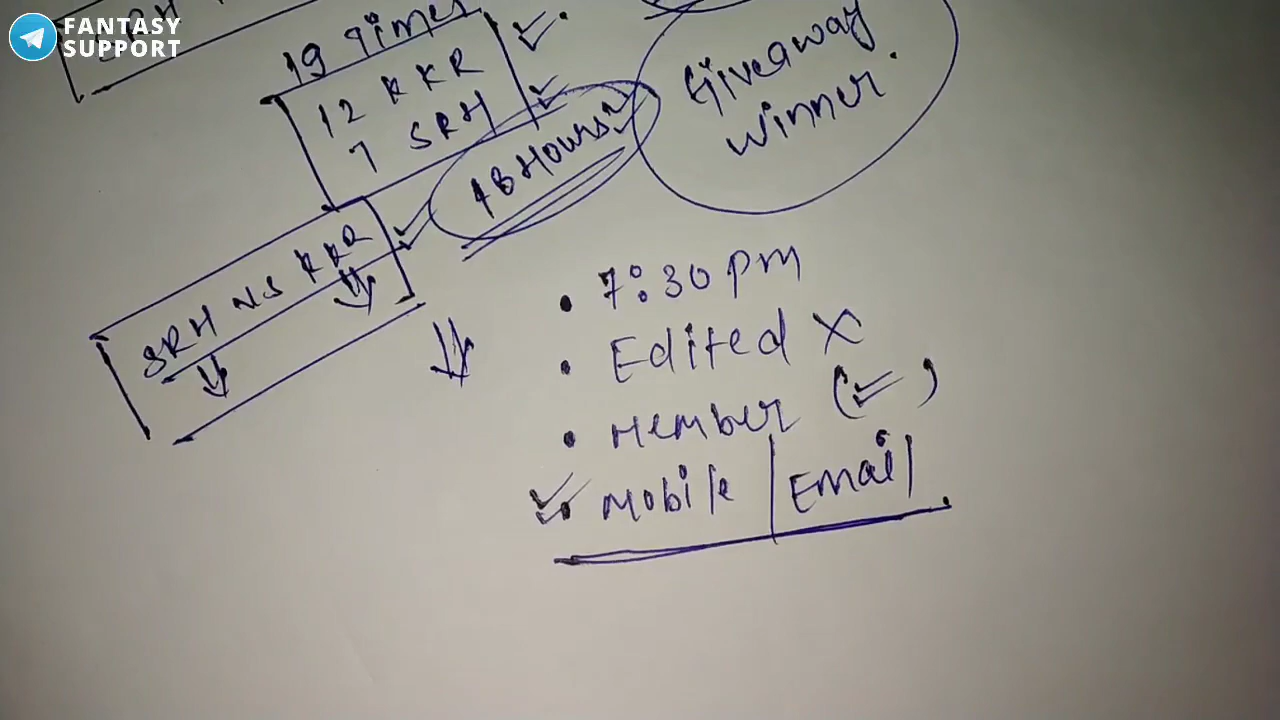 FANTASY
SUPPORT
SRH
19 Times
12 KKR
7 SRH
48 Hours
Giveaway
winner.
SRH VS KKR
• 7:30 pm
• Edited X
• Member (✓)
✓• Mobile | Email